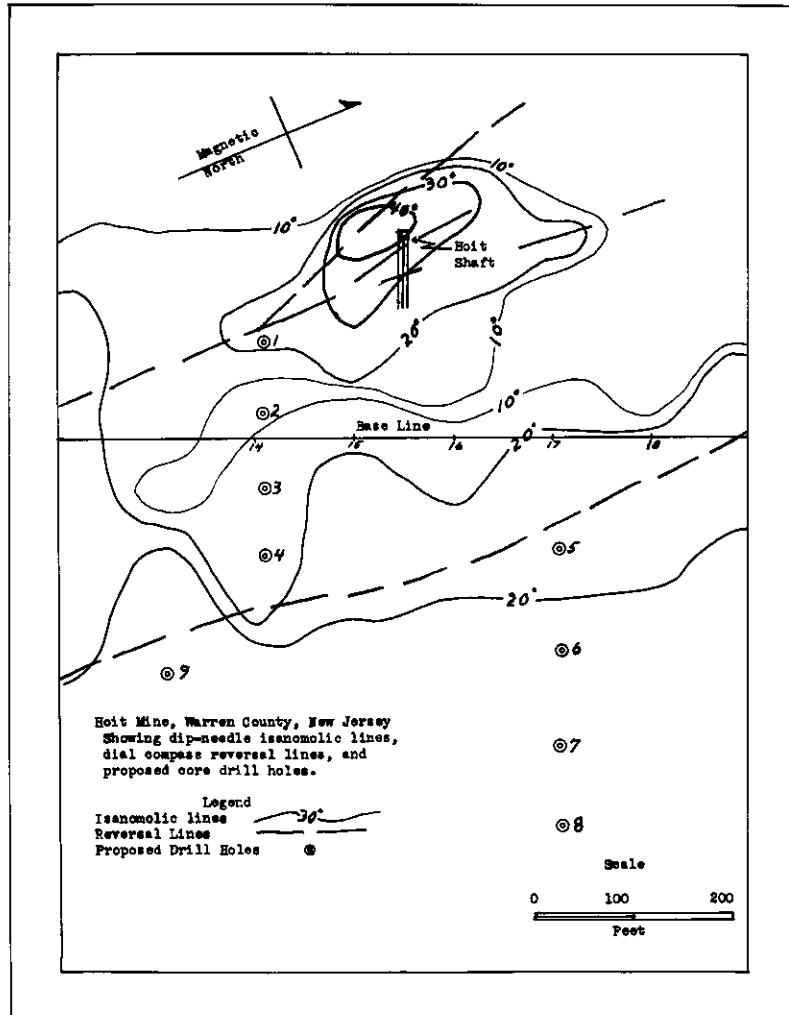 Magnetic
North
10°
30°
10°
40°
Hoit
Shaft
20°
10°
1
2
10°
Base Line
20°
14
15
16
17
18
3
4
5
20°
6
9
7
8
Hoit Mine, Warren County, New Jersey
Showing dip-needle isanomolic lines,
dial compass reversal lines, and
proposed core drill holes.
Legend
Isanomolic lines 30°
Reversal Lines
Proposed Drill Holes
Scale
0 100 200
Feet